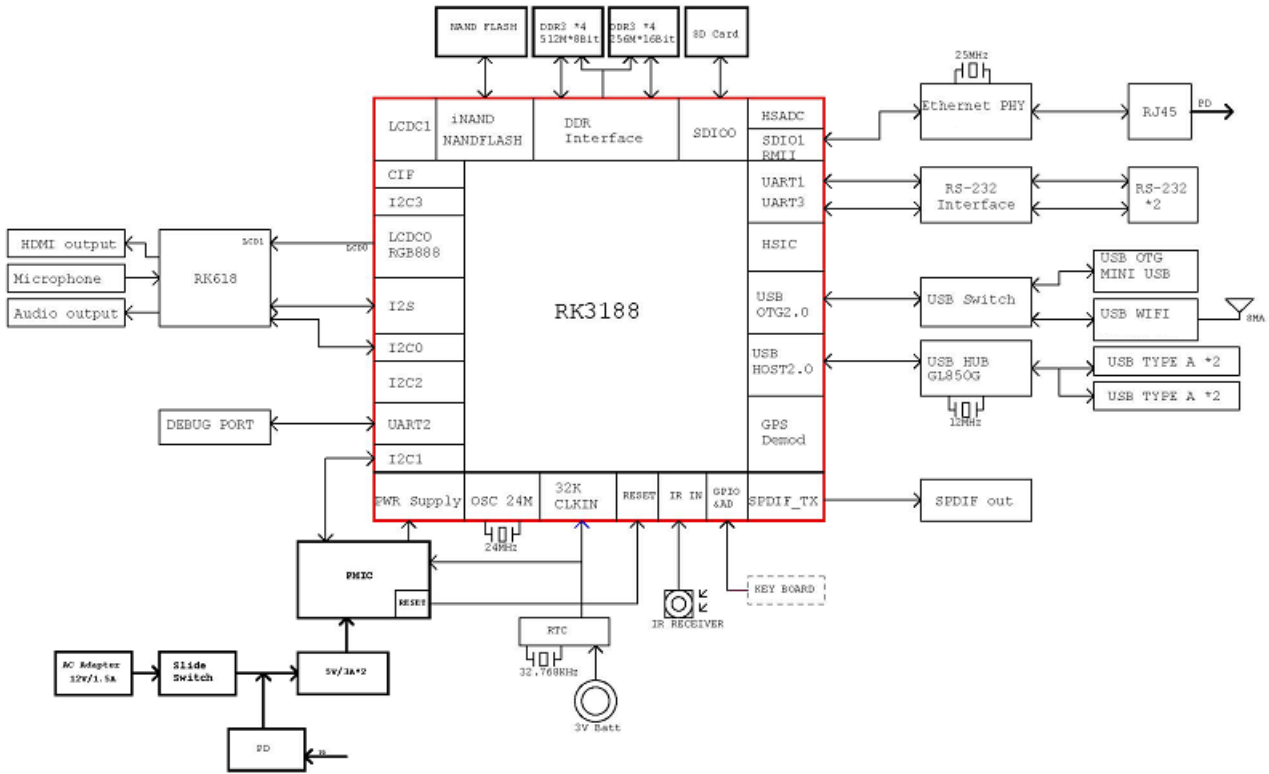 NAND FLASH
DDR3 *4
512M*8Bit
DDR3 *4
256M*16Bit
SD Card
25MHz
Ethernet PHY
RJ45
PD
LCDC1
iNAND
NANDFLASH
DDR
Interface
SDIO0
HSADC
SDIO1
RMII
CIF
I2C3
LCDC0
RGB888
I2S
I2C0
I2C2
UART2
I2C1
RK3188
UART1
UART3
HSIC
USB
OTG2.0
USB
HOST2.0
GPS
Demod
PWR Supply
OSC 24M
32K
CLKIN
RESET
IR IN
GPIO
&AD
SPDIF_TX
HDMI output
Microphone
Audio output
LCD1
RK618
LCD0
DEBUG PORT
RS-232
Interface
RS-232
*2
USB Switch
USB OTG
MINI USB
USB WIFI
SMA
USB HUB
GL850G
12MHz
USB TYPE A *2
USB TYPE A *2
SPDIF out
24MHz
PMIC
RESET
KEY BOARD
IR RECEIVER
RTC
32.768KHz
3V Batt
AC Adapter
12V/1.5A
Slide
Switch
5V/3A*2
PD